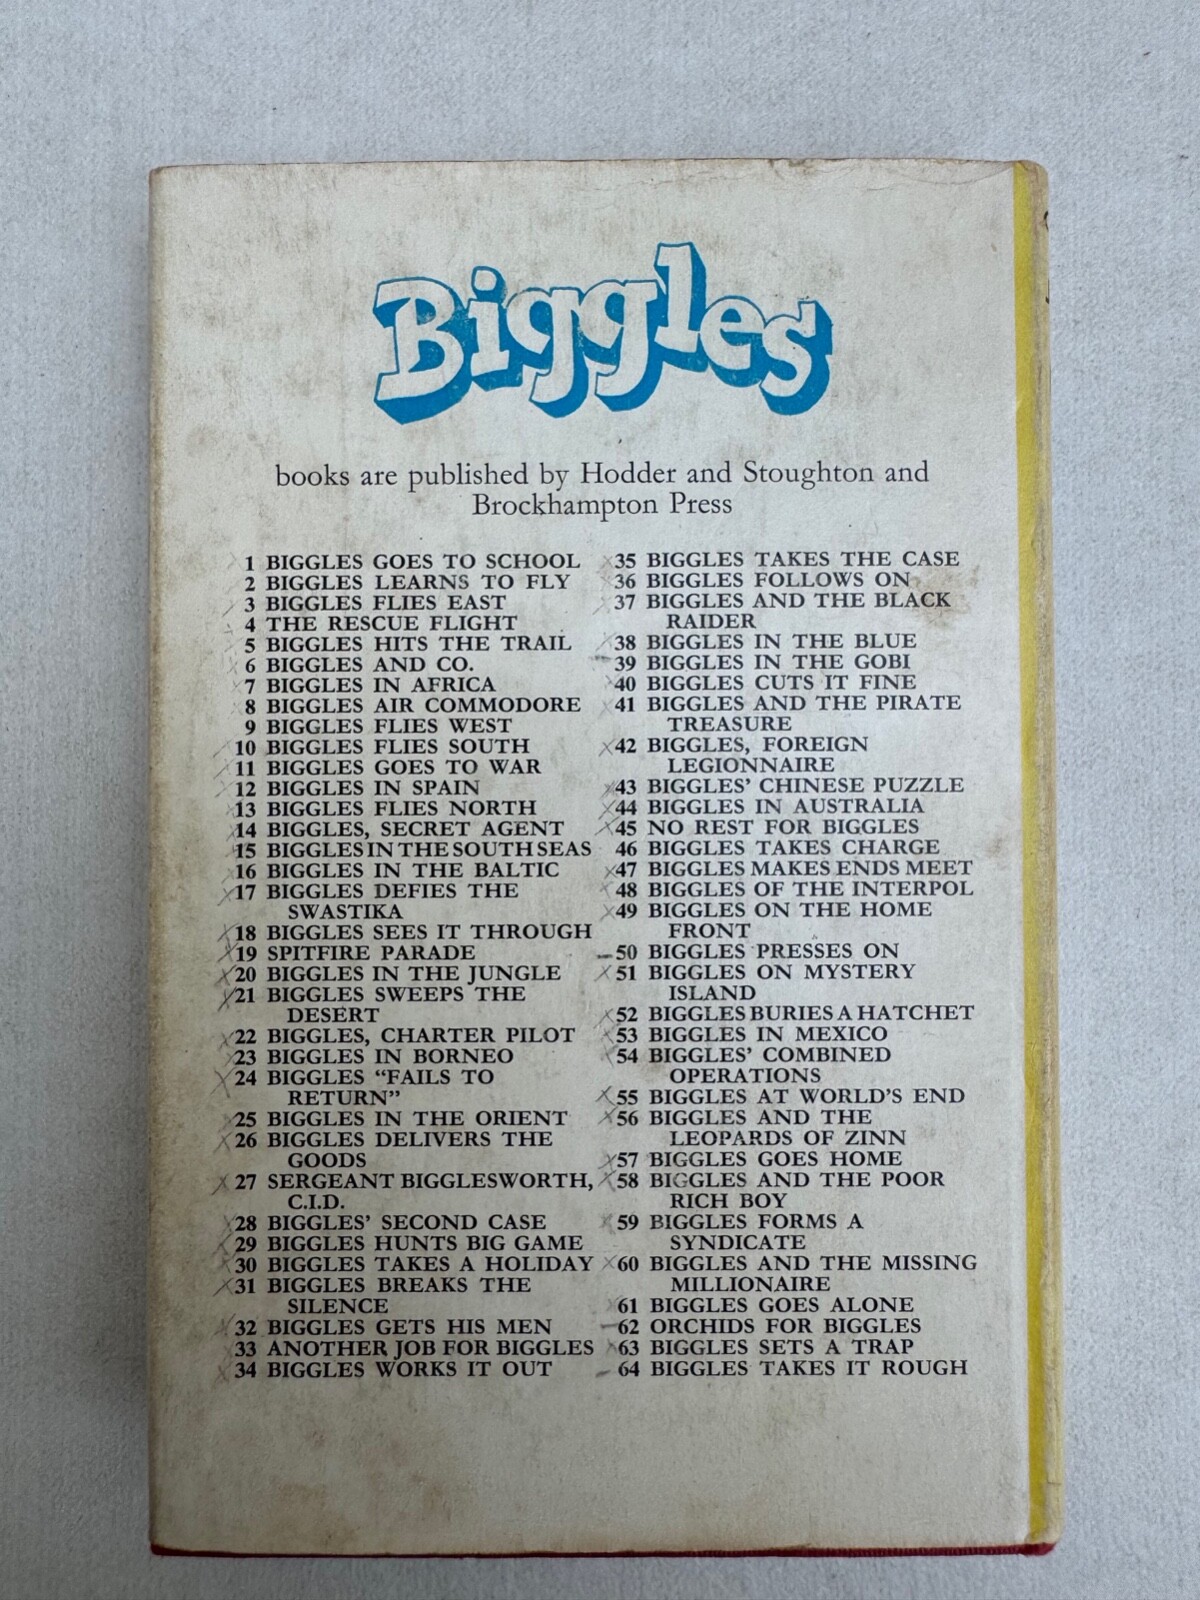 Biggles
books are published by Hodder and Stoughton and
Brockhampton Press
1 BIGGLES GOES TO SCHOOL
2 BIGGLES LEARNS TO FLY
3 BIGGLES FLIES EAST
4 THE RESCUE FLIGHT
5 BIGGLES HITS THE TRAIL
6 BIGGLES AND CO.
7 BIGGLES IN AFRICA
8 BIGGLES AIR COMMODORE
9 BIGGLES FLIES WEST
10 BIGGLES FLIES SOUTH
11 BIGGLES GOES TO WAR
12 BIGGLES IN SPAIN
13 BIGGLES FLIES NORTH
14 BIGGLES, SECRET AGENT
15 BIGGLES IN THE SOUTH SEAS
16 BIGGLES IN THE BALTIC
17 BIGGLES DEFIES THE
SWASTIKA
18 BIGGLES SEES IT THROUGH
19 SPITFIRE PARADE
20 BIGGLES IN THE JUNGLE
21 BIGGLES SWEEPS THE
DESERT
22 BIGGLES, CHARTER PILOT
23 BIGGLES IN BORNEO
24 BIGGLES “FAILS TO
RETURN”
25 BIGGLES IN THE ORIENT
26 BIGGLES DELIVERS THE
GOODS
27 SERGEANT BIGGLESWORTH,
C.I.D.
28 BIGGLES’ SECOND CASE
29 BIGGLES HUNTS BIG GAME
30 BIGGLES TAKES A HOLIDAY
31 BIGGLES BREAKS THE
SILENCE
32 BIGGLES GETS HIS MEN
33 ANOTHER JOB FOR BIGGLES
34 BIGGLES WORKS IT OUT
35 BIGGLES TAKES THE CASE
36 BIGGLES FOLLOWS ON
37 BIGGLES AND THE BLACK
RAIDER
38 BIGGLES IN THE BLUE
39 BIGGLES IN THE GOBI
40 BIGGLES CUTS IT FINE
41 BIGGLES AND THE PIRATE
TREASURE
42 BIGGLES, FOREIGN
LEGIONNAIRE
43 BIGGLES’ CHINESE PUZZLE
44 BIGGLES IN AUSTRALIA
45 NO REST FOR BIGGLES
46 BIGGLES TAKES CHARGE
47 BIGGLES MAKES ENDS MEET
48 BIGGLES OF THE INTERPOL
49 BIGGLES ON THE HOME
FRONT
50 BIGGLES PRESSES ON
51 BIGGLES ON MYSTERY
ISLAND
52 BIGGLES BURIES A HATCHET
53 BIGGLES IN MEXICO
54 BIGGLES’ COMBINED
OPERATIONS
55 BIGGLES AT WORLD’S END
56 BIGGLES AND THE
LEOPARDS OF ZINN
57 BIGGLES GOES HOME
58 BIGGLES AND THE POOR
RICH BOY
59 BIGGLES FORMS A
SYNDICATE
60 BIGGLES AND THE MISSING
MILLIONAIRE
61 BIGGLES GOES ALONE
62 ORCHIDS FOR BIGGLES
63 BIGGLES SETS A TRAP
64 BIGGLES TAKES IT ROUGH